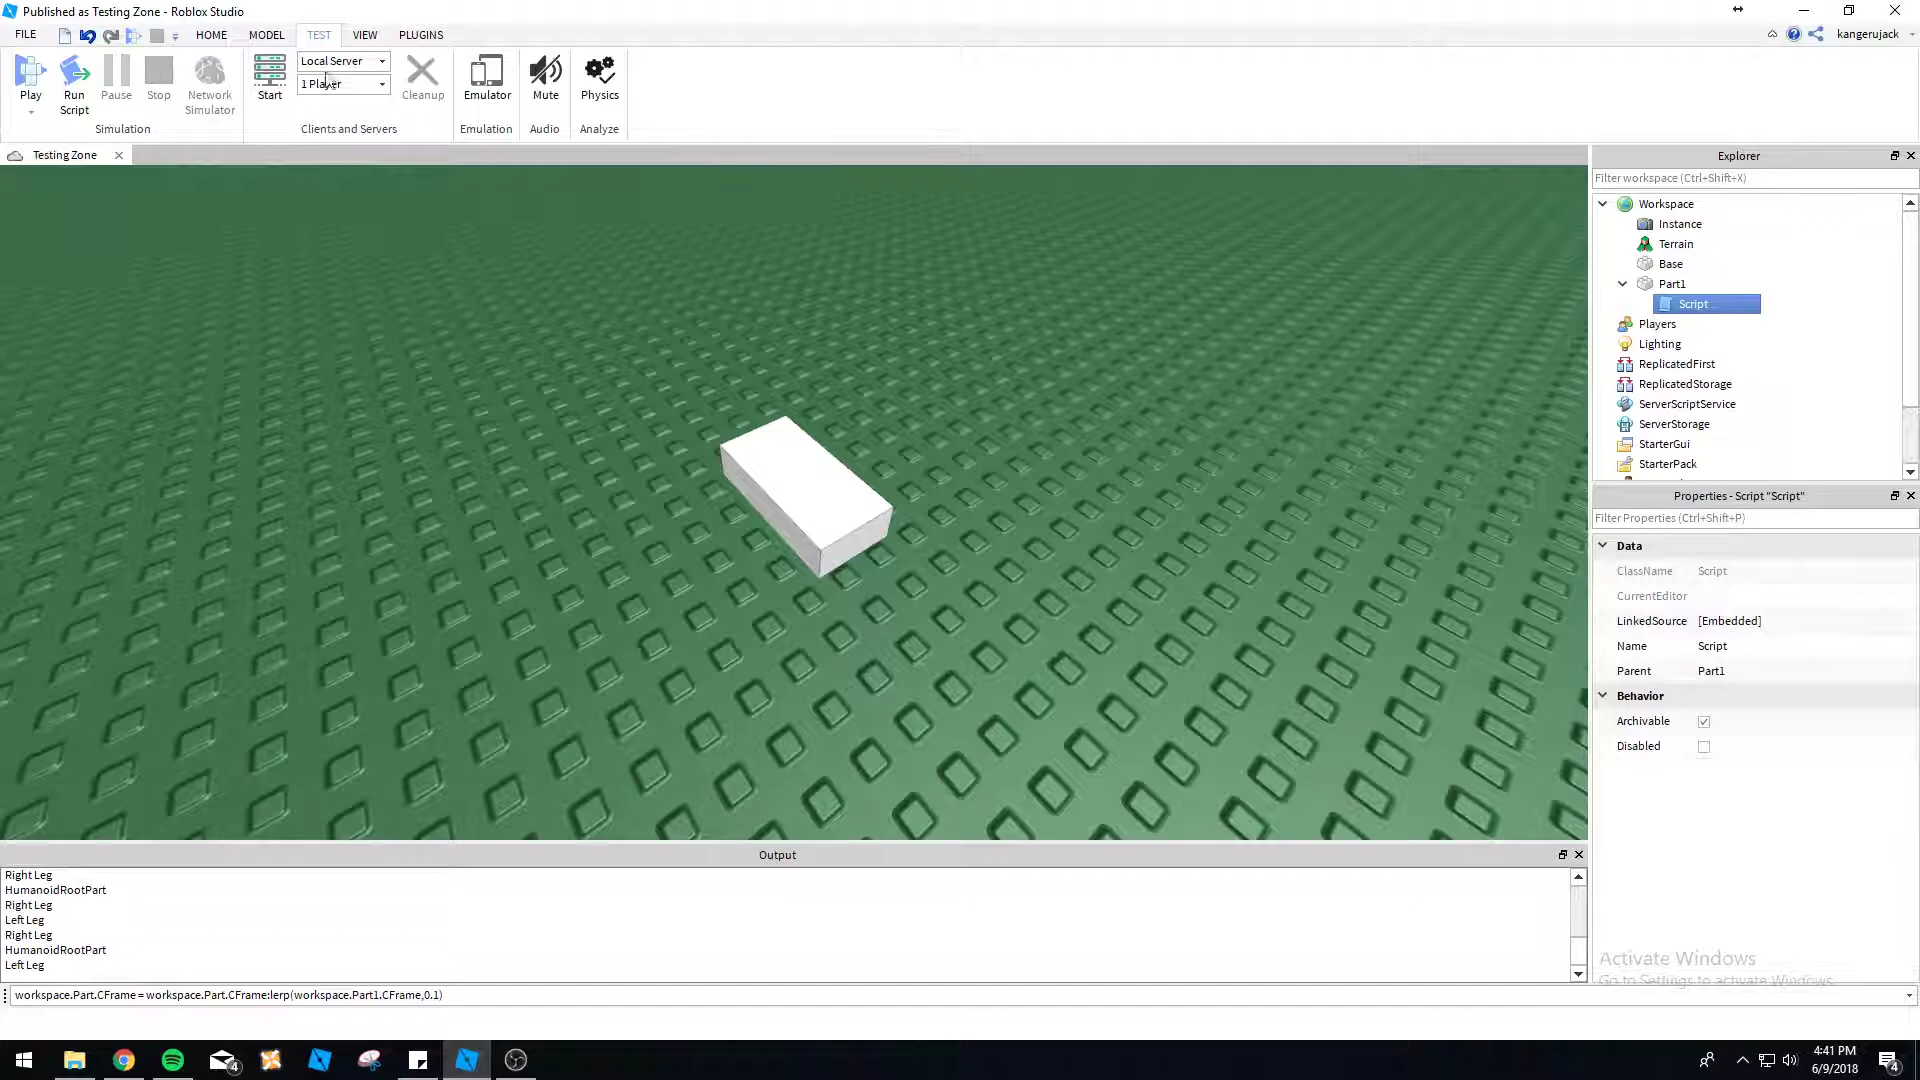 Published as Testing Zone - Roblox Studio
FILE HOME MODEL TEST VIEW PLUGINS kangerujack
Play Run Script Pause Stop Network Simulator Start Local Server 1 Player Cleanup Emulator Mute Physics
Simulation Clients and Servers Emulation Audio Analyze
Testing Zone
Explorer
Filter workspace (Ctrl+Shift+X)
Workspace
Instance
Terrain
Base
Part1
Script
Players
Lighting
ReplicatedFirst
ReplicatedStorage
ServerScriptService
ServerStorage
StarterGui
StarterPack
Properties - Script "Script"
Filter Properties (Ctrl+Shift+P)
Data
ClassName Script
CurrentEditor
LinkedSource [Embedded]
Name Script
Parent Part1
Behavior
Archivable
Disabled
Output
Right Leg
HumanoidRootPart
Right Leg
Left Leg
Right Leg
HumanoidRootPart
Left Leg
Activate Windows
Go to Settings to activate Windows.
workspace.Part.CFrame = workspace.Part.CFrame:lerp(workspace.Part1.CFrame,0.1)
4
4:41 PM
6/9/2018
4